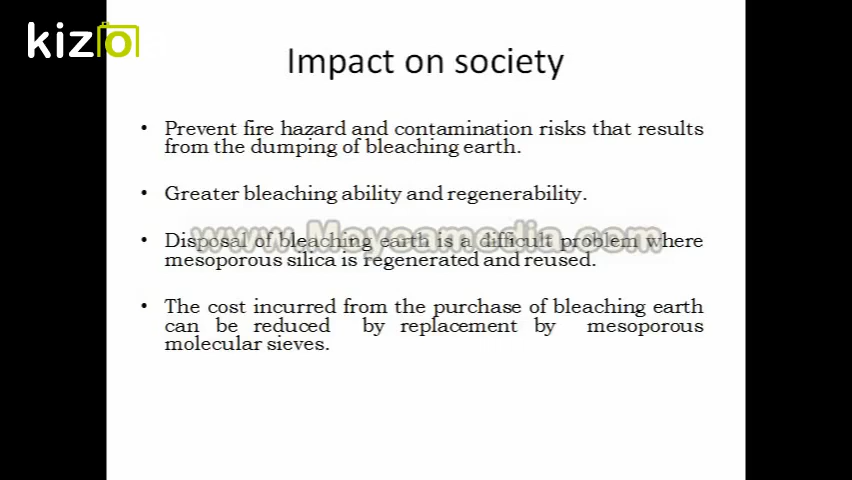 kizoa
Impact on society
• Prevent fire hazard and contamination risks that results
from the dumping of bleaching earth.
• Greater bleaching ability and regenerability.
www.Moyeamedia.com
• Disposal of bleaching earth is a difficult problem where
mesoporous silica is regenerated and reused.
• The cost incurred from the purchase of bleaching earth
can be reduced by replacement by mesoporous
molecular sieves.